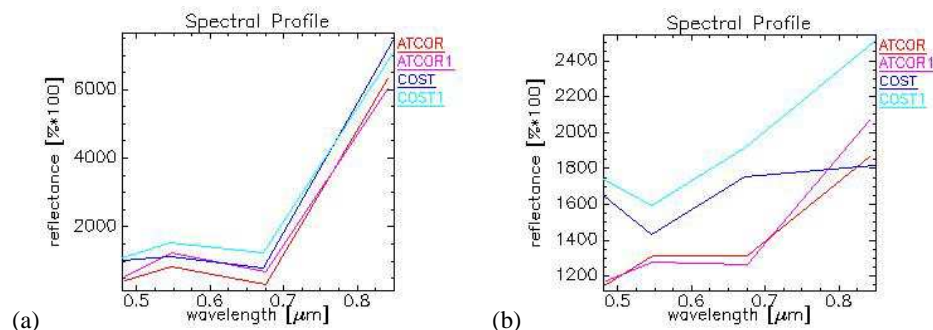 Spectral Profile
ATCOR
ATCOR1
COST
COST1
reflectance [%*100]
6000
4000
2000
0.5 0.6 0.7 0.8
wavelength [μm]
(a)
Spectral Profile
ATCOR
ATCOR1
COST
COST1
reflectance [%*100]
2400
2200
2000
1800
1600
1400
1200
0.5 0.6 0.7 0.8
wavelength [μm]
(b)